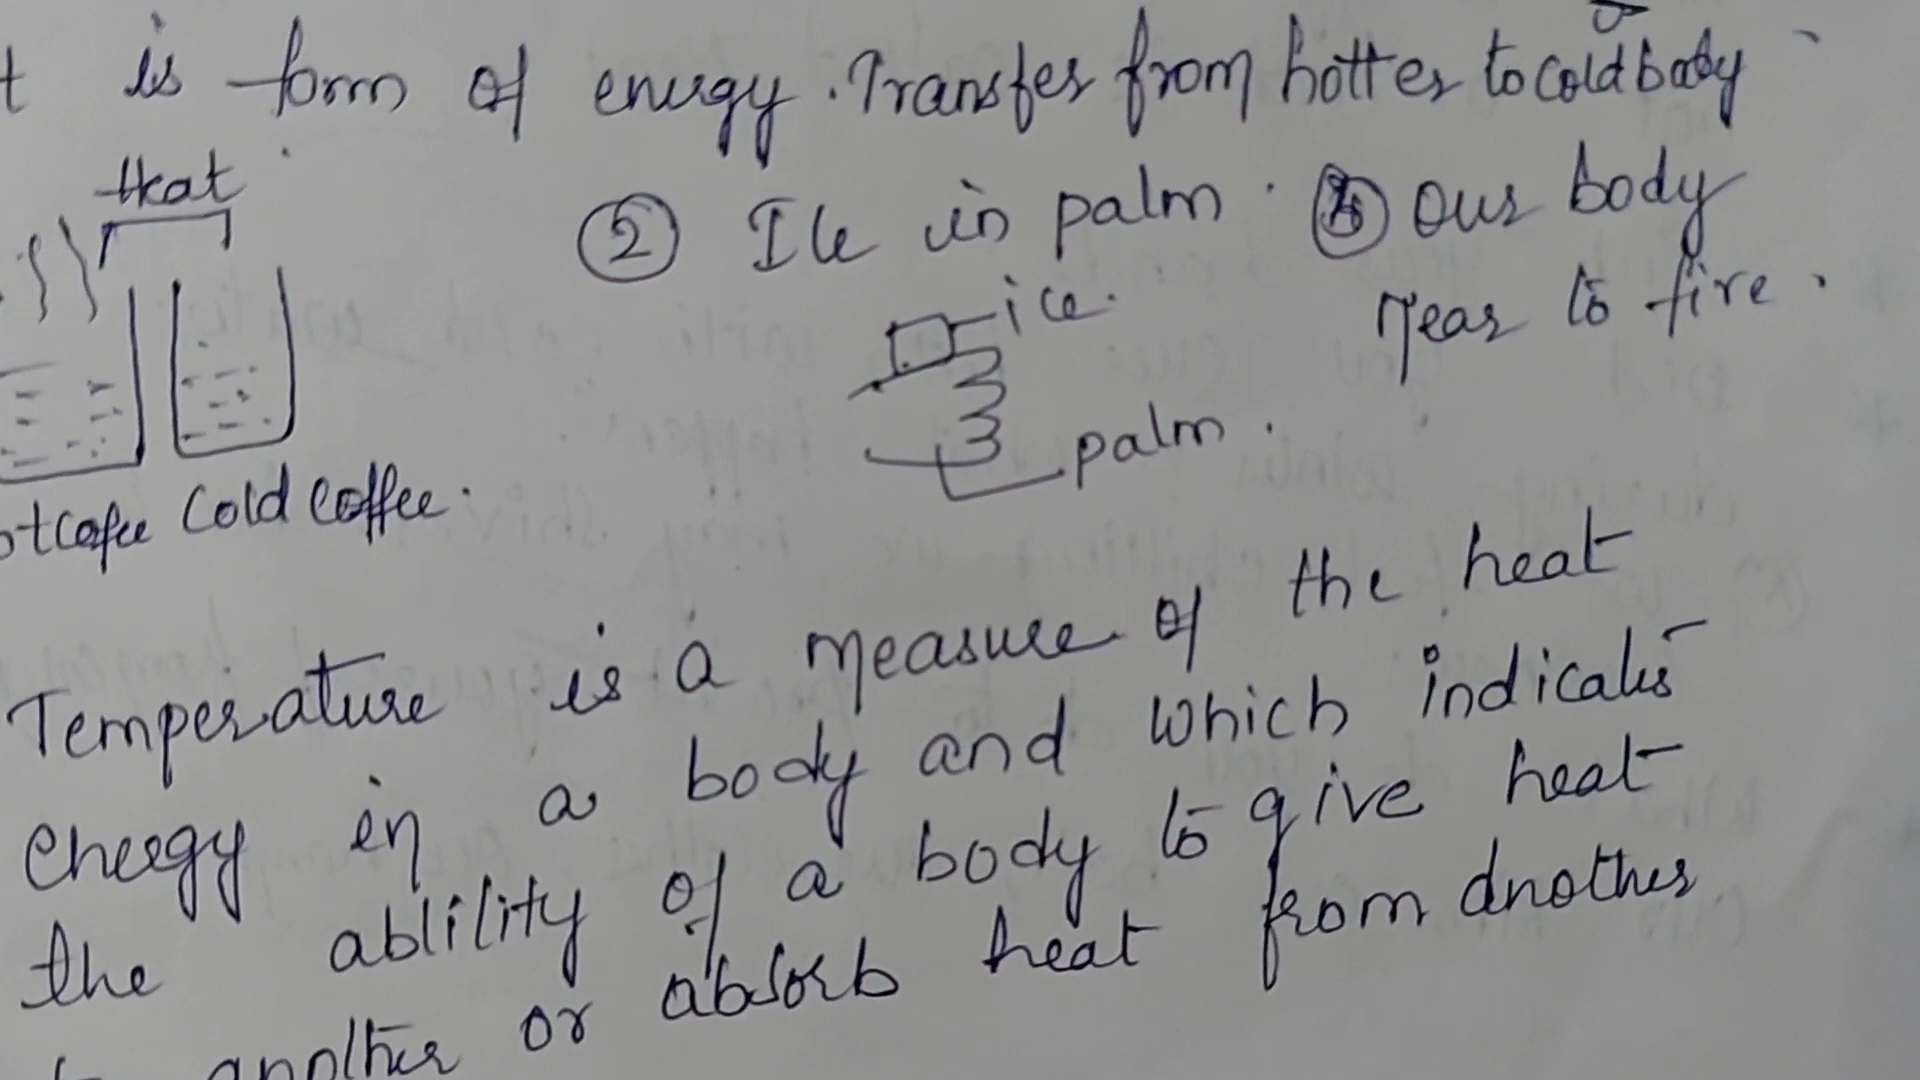 t is form of energy. Transfer from hotter to cold body
Heat
② Ice in palm. Our body
near to fire.
ice.
palm.
otcofee Cold Coffee.
Temperature is a measure of the heat
energy in a body and which indicates
the ablility of a body to give heat
another or absorb heat from another